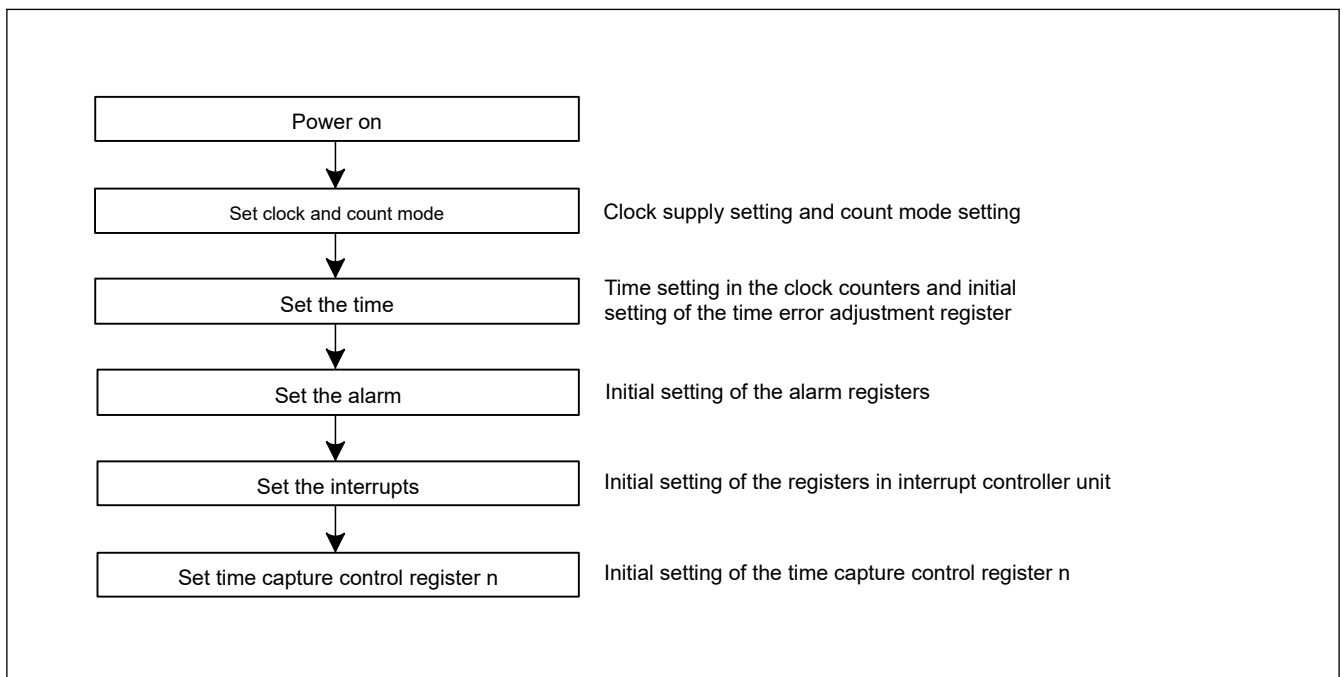 Power on
Set clock and count mode
Clock supply setting and count mode setting
Set the time
Time setting in the clock counters and initial
setting of the time error adjustment register
Set the alarm
Initial setting of the alarm registers
Set the interrupts
Initial setting of the registers in interrupt controller unit
Set time capture control register n
Initial setting of the time capture control register n